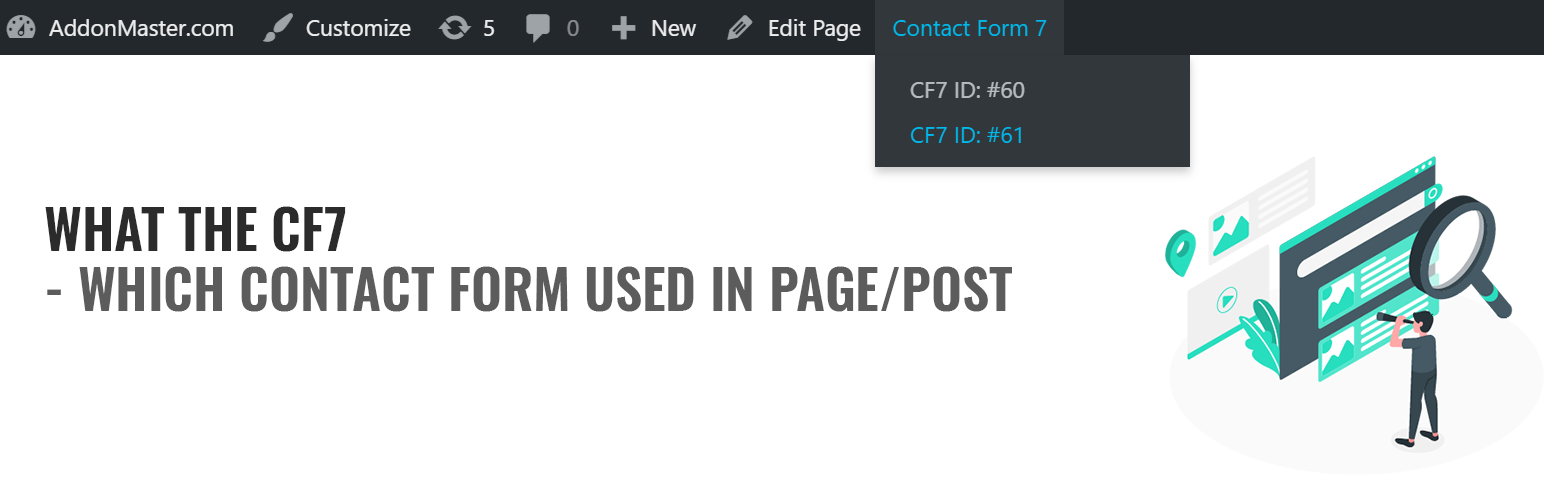 AddonMaster.com Customize 5 0 New Edit Page Contact Form 7
CF7 ID: #60
CF7 ID: #61
WHAT THE CF7
- WHICH CONTACT FORM USED IN PAGE/POST